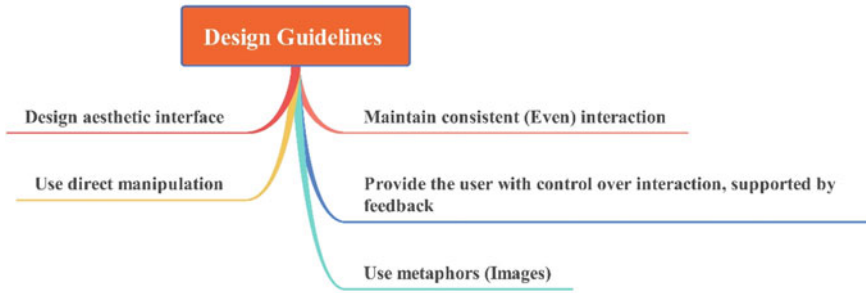 Design Guidelines
Design aesthetic interface
Maintain consistent (Even) interaction
Use direct manipulation
Provide the user with control over interaction, supported by
feedback
Use metaphors (Images)